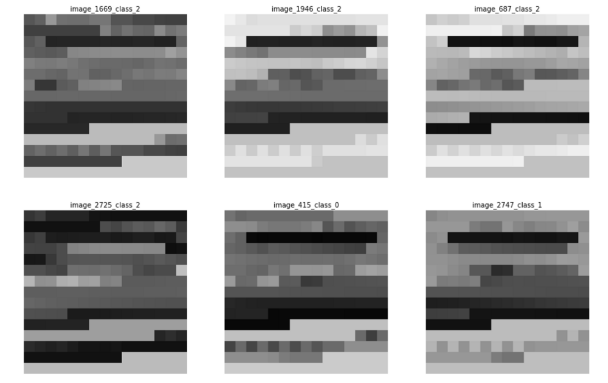 image_1669_class_2
image_1946_class_2
image_687_class_2
image_2725_class_2
image_415_class_0
image_2747_class_1